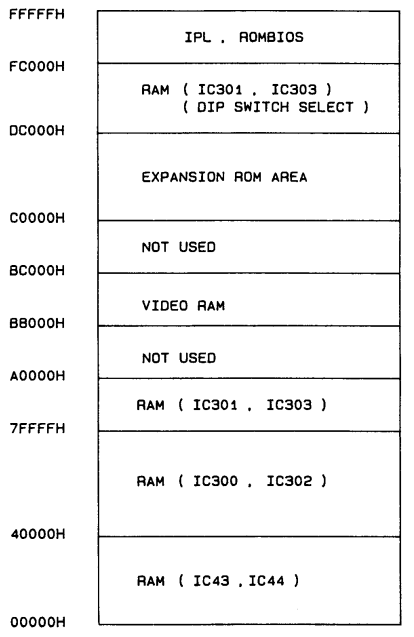 FFFFFH
IPL , ROMBIOS
FC000H
RAM ( IC301 , IC303 )
( DIP SWITCH SELECT )
DC000H
EXPANSION ROM AREA
C0000H
NOT USED
BC000H
VIDEO RAM
B8000H
NOT USED
A0000H
RAM ( IC301 , IC303 )
7FFFFH
RAM ( IC300 , IC302 )
40000H
RAM ( IC43 ,IC44 )
00000H